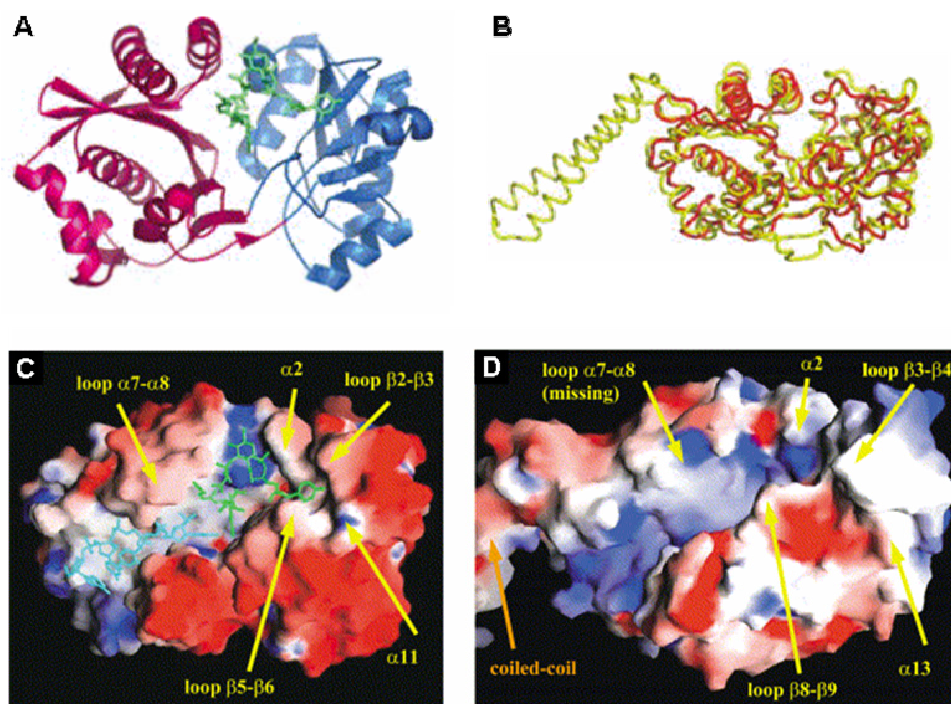 A
B
C
loop α7-α8
α2
loop β2-β3
loop β5-β6
α11
D
loop α7-α8
(missing)
α2
loop β3-β4
coiled-coil
loop β8-β9
α13